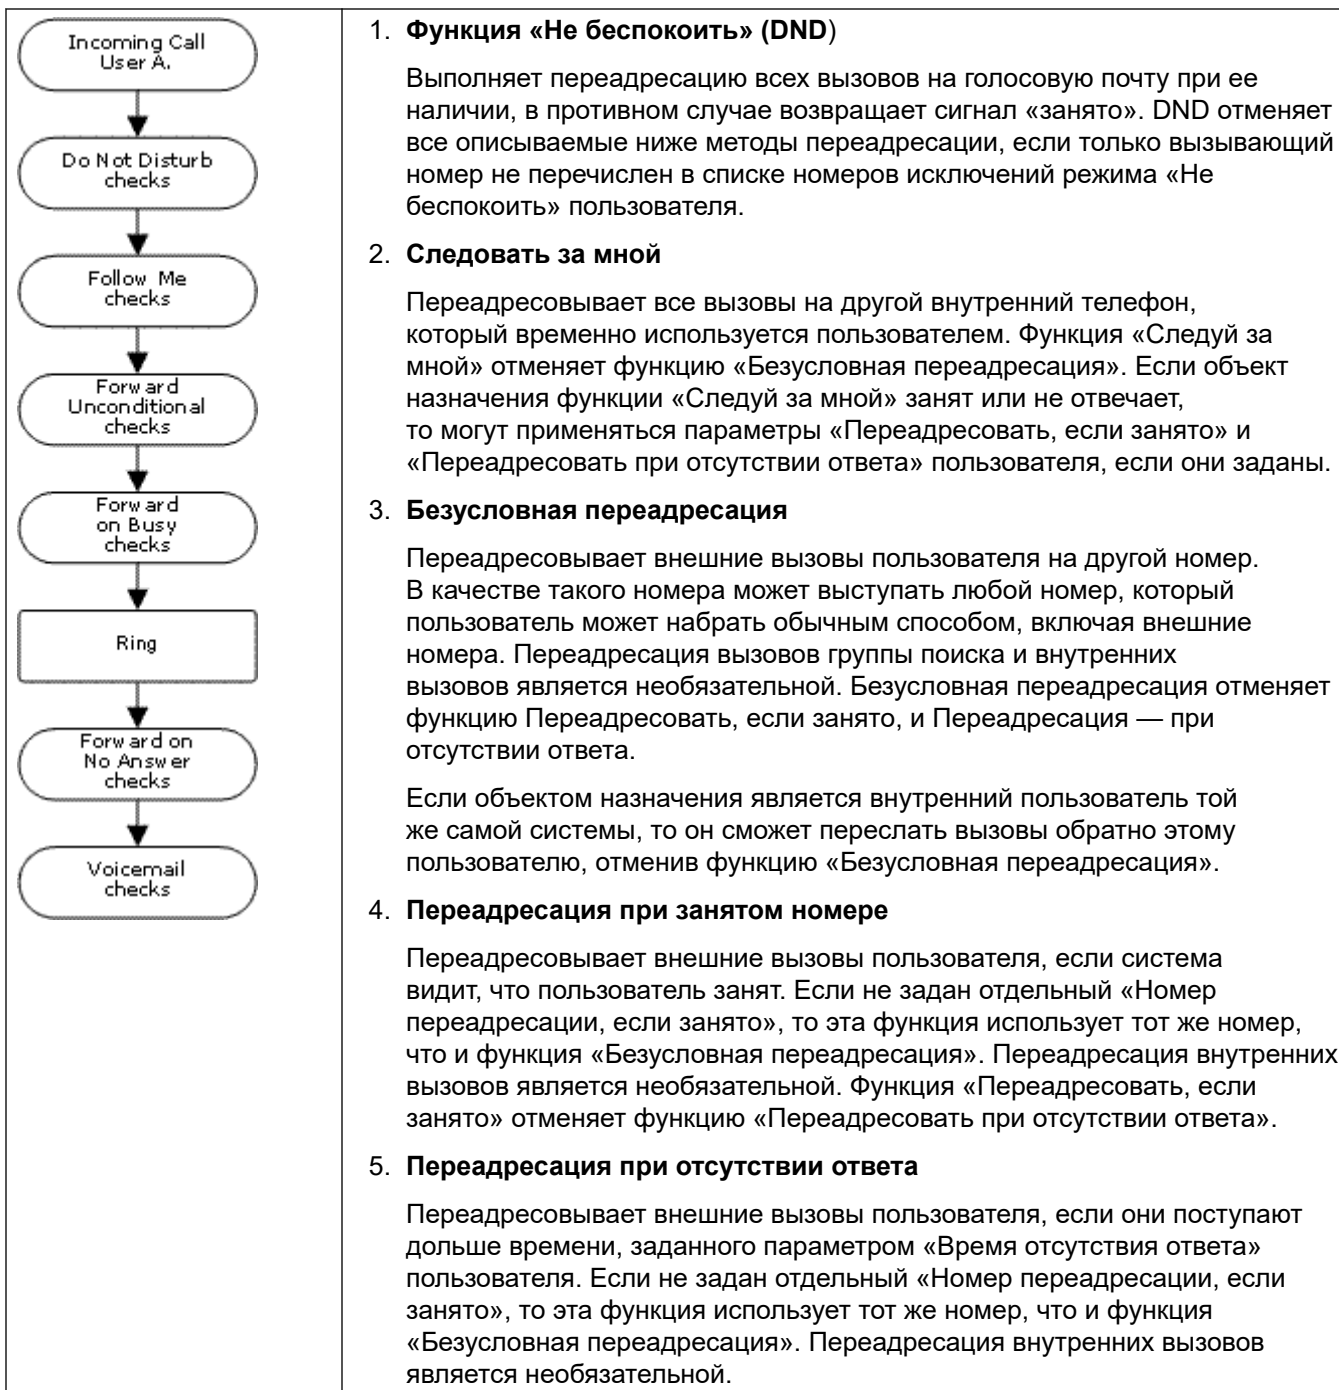 Incoming Call
User A.
Do Not Disturb
checks
Follow Me
checks
Forward
Unconditional
checks
Forward
on Busy
checks
Ring
Forward on
No Answer
checks
Voicemail
checks
1. Функция «Не беспокоить» (DND)
Выполняет переадресацию всех вызовов на голосовую почту при ее
наличии, в противном случае возвращает сигнал «занято». DND отменяет
все описываемые ниже методы переадресации, если только вызывающий
номер не перечислен в списке номеров исключений режима «Не
беспокоить» пользователя.
2. Следовать за мной
Переадресовывает все вызовы на другой внутренний телефон,
который временно используется пользователем. Функция «Следуй за
мной» отменяет функцию «Безусловная переадресация». Если объект
назначения функции «Следуй за мной» занят или не отвечает,
то могут применяться параметры «Переадресовать, если занято» и
«Переадресовать при отсутствии ответа» пользователя, если они заданы.
3. Безусловная переадресация
Переадресовывает внешние вызовы пользователя на другой номер.
В качестве такого номера может выступать любой номер, который
пользователь может набрать обычным способом, включая внешние
номера. Переадресация вызовов группы поиска и внутренних
вызовов является необязательной. Безусловная переадресация отменяет
функцию Переадресовать, если занято, и Переадресация — при
отсутствии ответа.
Если объектом назначения является внутренний пользователь той
же самой системы, то он сможет переслать вызовы обратно этому
пользователю, отменив функцию «Безусловная переадресация».
4. Переадресация при занятом номере
Переадресовывает внешние вызовы пользователя, если система
видит, что пользователь занят. Если не задан отдельный «Номер
переадресации, если занято», то эта функция использует тот же номер,
что и функция «Безусловная переадресация». Переадресация внутренних
вызовов является необязательной. Функция «Переадресовать, если
занято» отменяет функцию «Переадресовать при отсутствии ответа».
5. Переадресация при отсутствии ответа
Переадресовывает внешние вызовы пользователя, если они поступают
дольше времени, заданного параметром «Время отсутствия ответа»
пользователя. Если не задан отдельный «Номер переадресации, если
занято», то эта функция использует тот же номер, что и функция
«Безусловная переадресация». Переадресация внутренних вызовов
является необязательной.